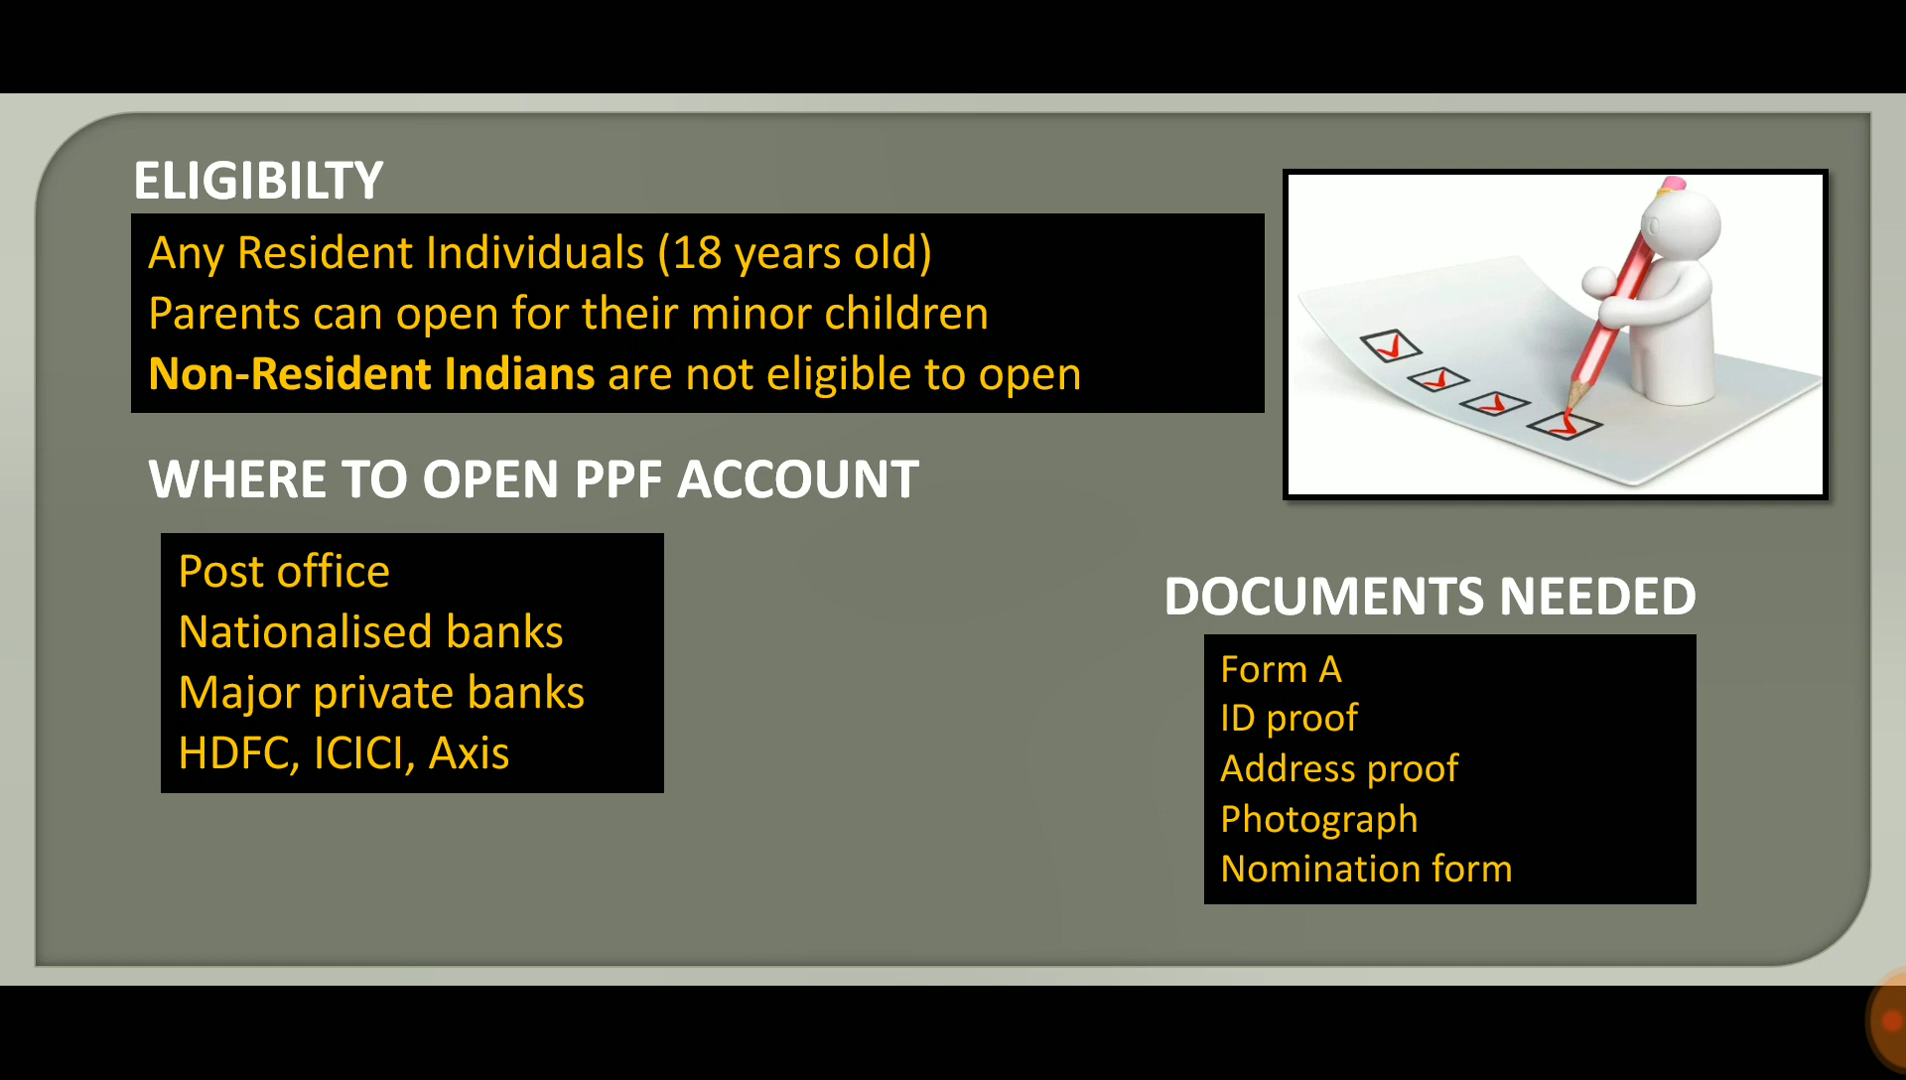 ELIGIBILTY
Any Resident Individuals (18 years old)
Parents can open for their minor children
Non-Resident Indians are not eligible to open
WHERE TO OPEN PPF ACCOUNT
Post office
Nationalised banks
Major private banks
HDFC, ICICI, Axis
DOCUMENTS NEEDED
Form A
ID proof
Address proof
Photograph
Nomination form